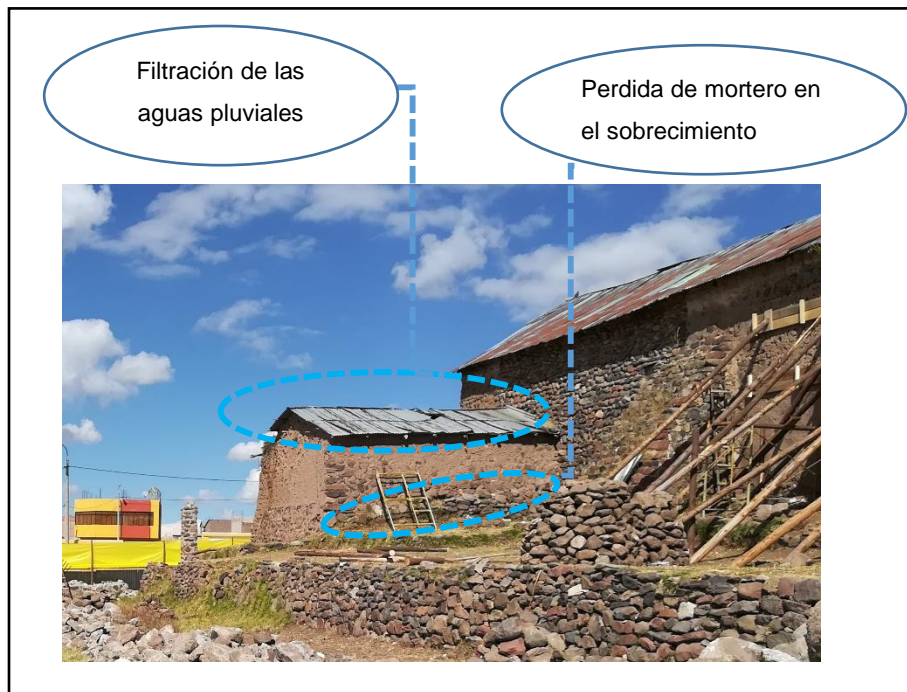 Filtración de las
aguas pluviales
Perdida de mortero en
el sobrecimiento